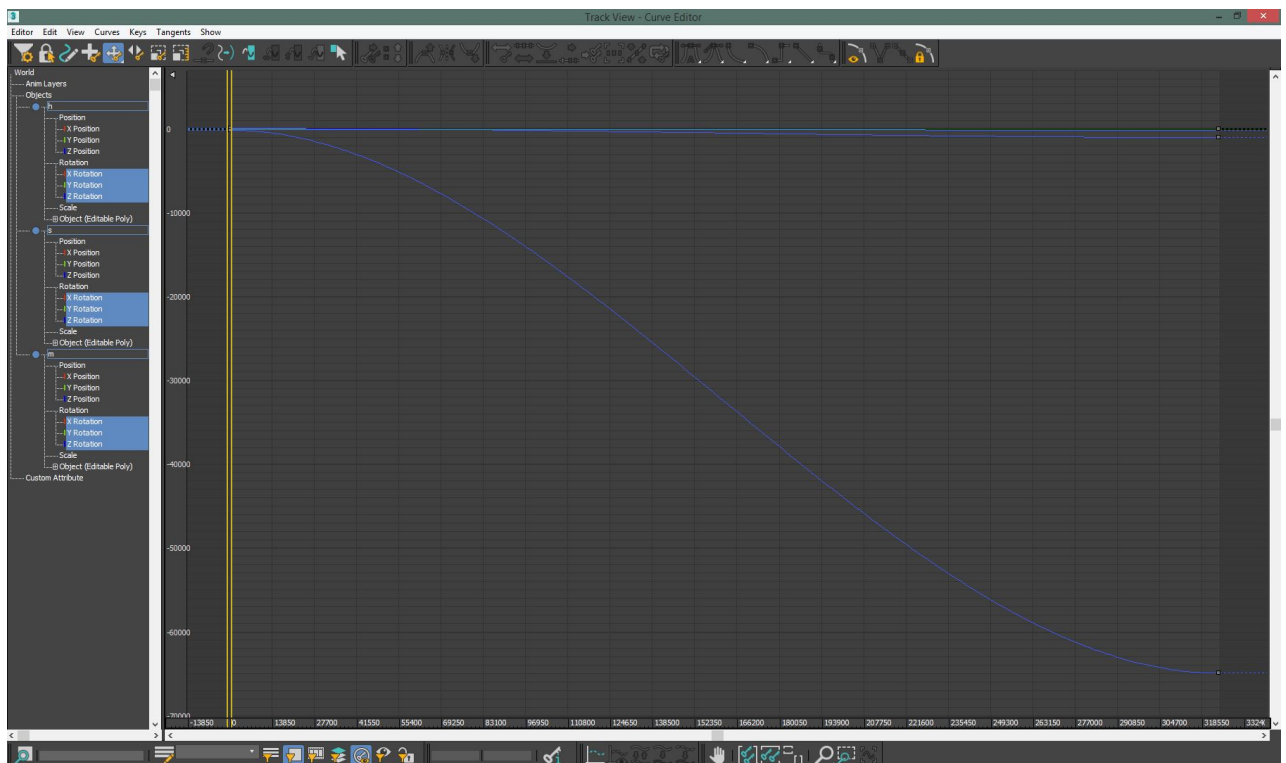 3
Track View - Curve Editor
Editor Edit View Curves Keys Tangents Show
World
Anim Layers
Objects
h
Position
X Position
Y Position
Z Position
Rotation
X Rotation
Y Rotation
Z Rotation
Scale
Object (Editable Poly)
s
Position
X Position
Y Position
Z Position
Rotation
X Rotation
Y Rotation
Z Rotation
Scale
Object (Editable Poly)
m
Position
X Position
Y Position
Z Position
Rotation
X Rotation
Y Rotation
Z Rotation
Scale
Object (Editable Poly)
Custom Attribute
0
-10000
-20000
-30000
-40000
-50000
-60000
-70000
-13850 0 13850 27700 41550 55400 69250 83100 96950 110800 124650 138500 152350 166200 180050 193900 207750 221600 235450 249300 263150 277000 290850 304700 318550